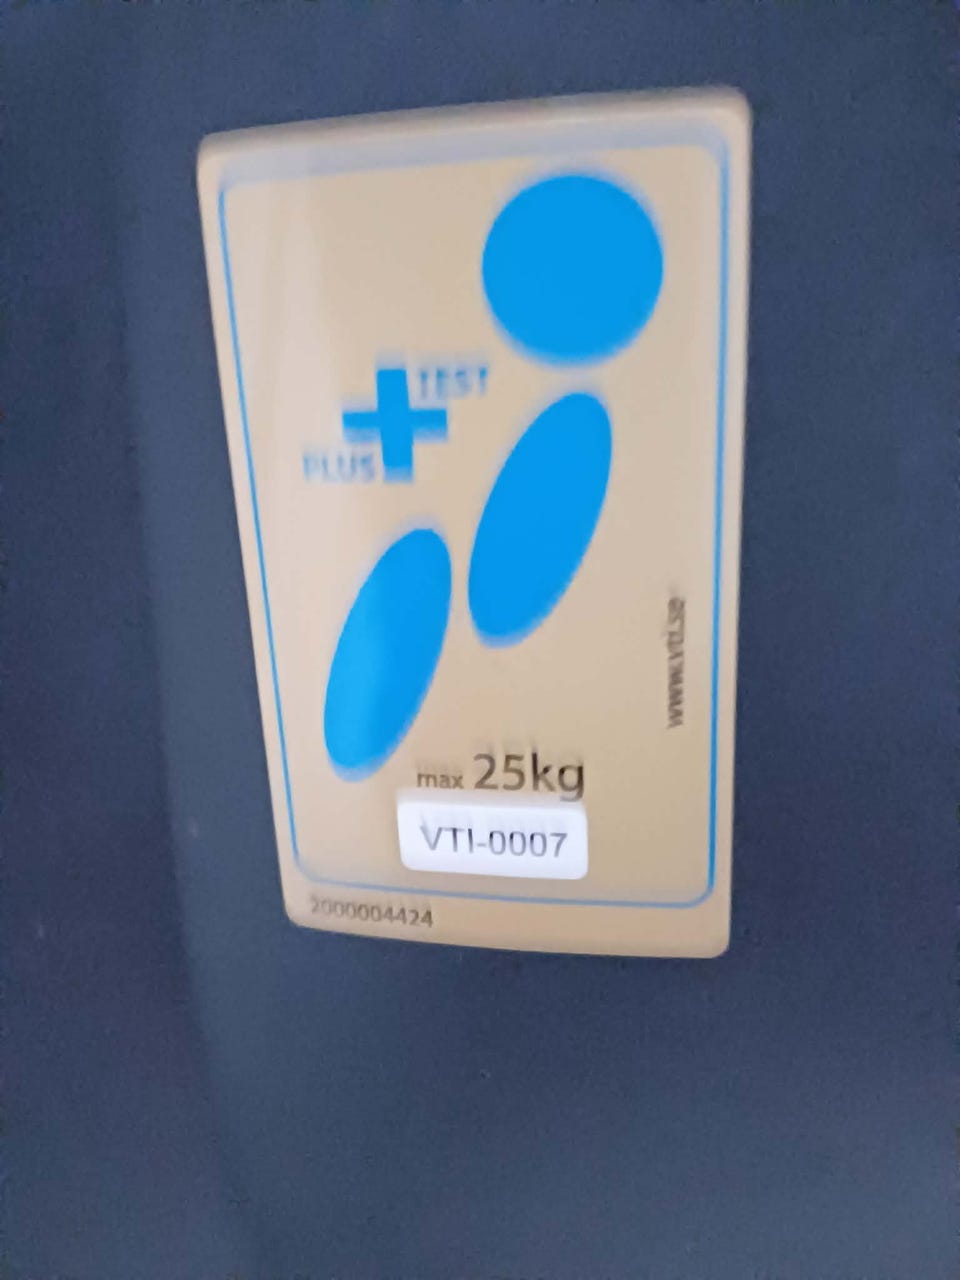 TEST
PLUS
www.vti.se
max 25kg
VTI-0007
2000004424